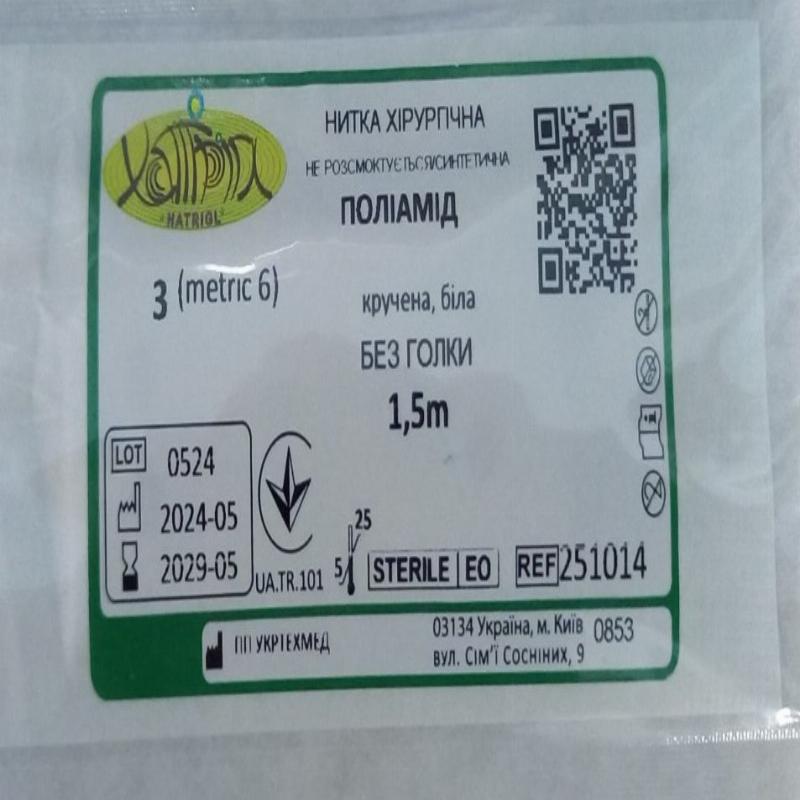 Хатрігл
HATRIGL
НИТКА ХІРУРГІЧНА
НЕ РОЗСМОКТУЄТЬСЯ/СИНТЕТИЧНА
ПОЛІАМІД
3 (metric 6)
кручена, біла
БЕЗ ГОЛКИ
1,5m
LOT 0524
2024-05
2029-05
UA.TR.101
25
5
STERILE EO
REF 251014
ПП УКРТЕХМЕД
03134 Україна, м. Київ
вул. Сім'ї Сосніних, 9
0853